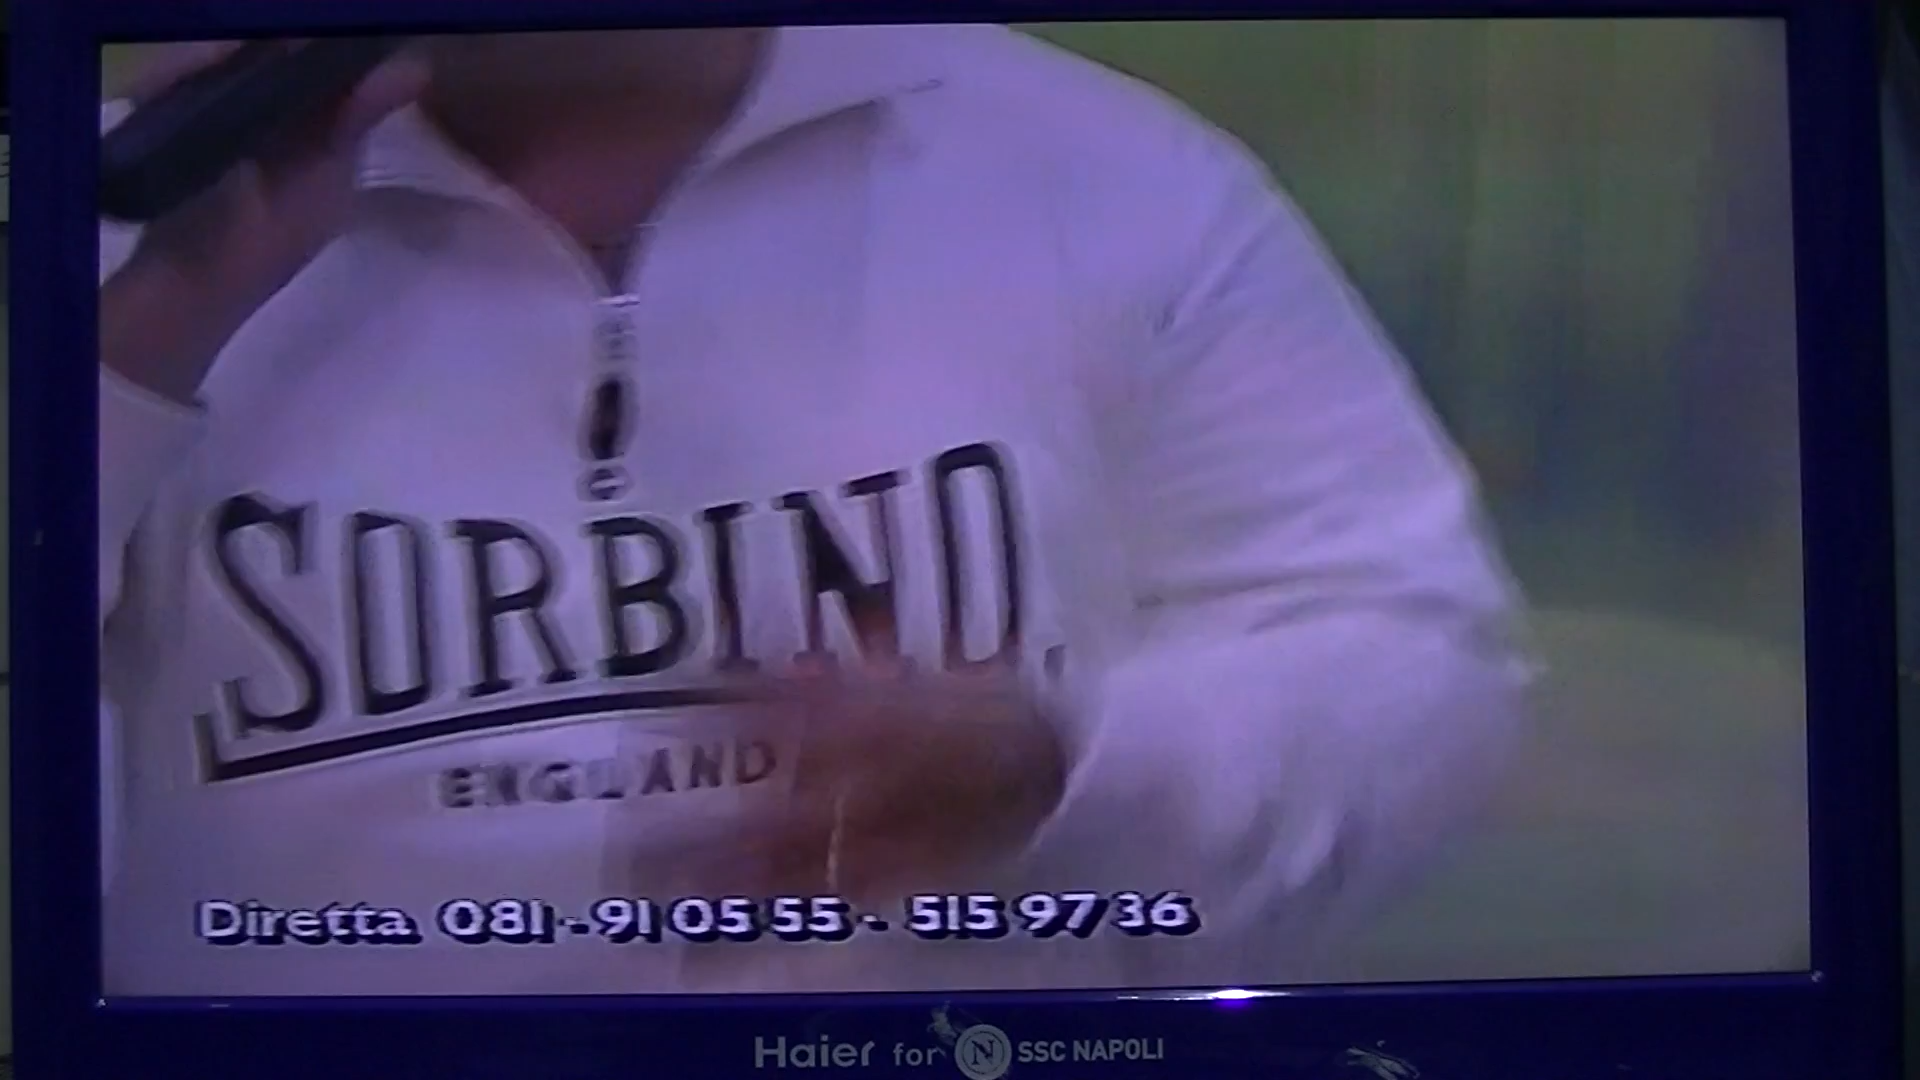 SORBINO
ENGLAND
Diretta 081 - 91 05 55 - 515 97 36
Haier for N SSC NAPOLI